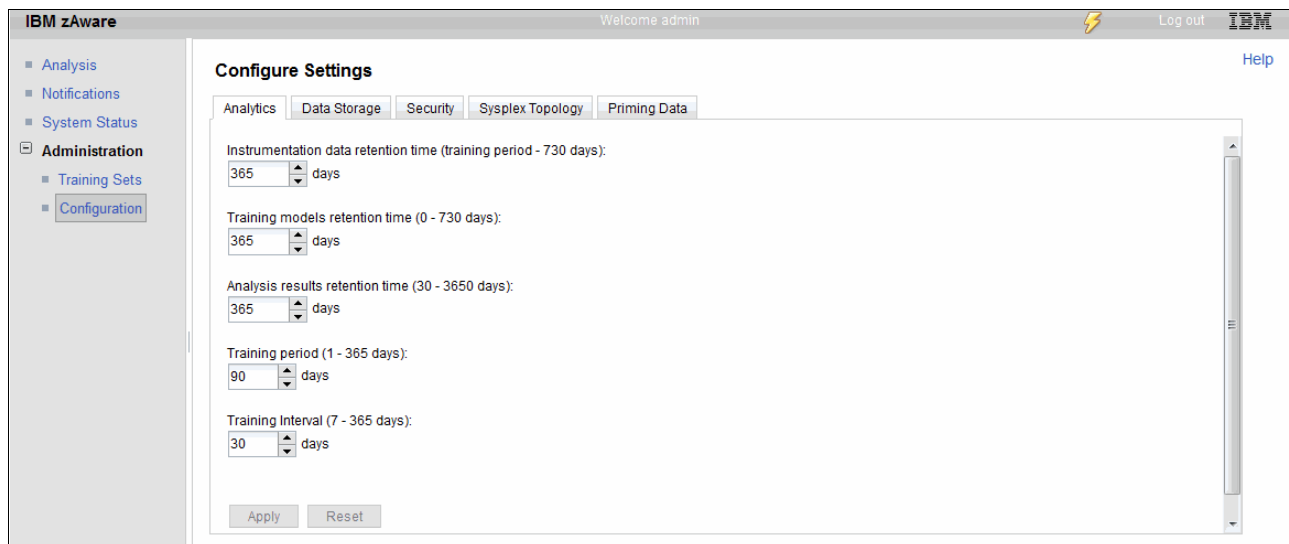 IBM zAware
Welcome admin
Log out
IBM
Analysis
Notifications
System Status
Administration
Training Sets
Configuration
Help
Configure Settings
Analytics
Data Storage
Security
Sysplex Topology
Priming Data
Instrumentation data retention time (training period - 730 days):
365 days
Training models retention time (0 - 730 days):
365 days
Analysis results retention time (30 - 3650 days):
365 days
Training period (1 - 365 days):
90 days
Training Interval (7 - 365 days):
30 days
Apply
Reset